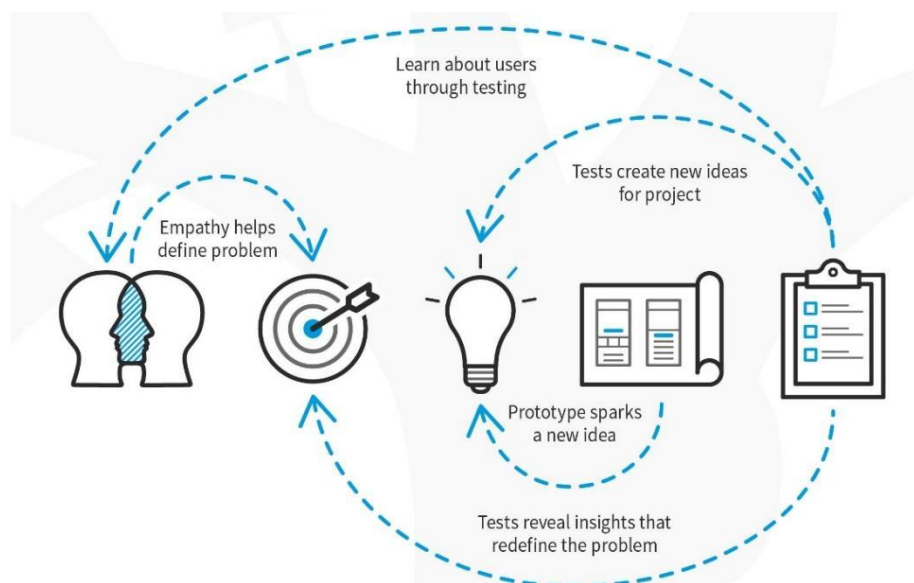 Learn about users
through testing
Tests create new ideas
for project
Empathy helps
define problem
Prototype sparks
a new idea
Tests reveal insights that
redefine the problem